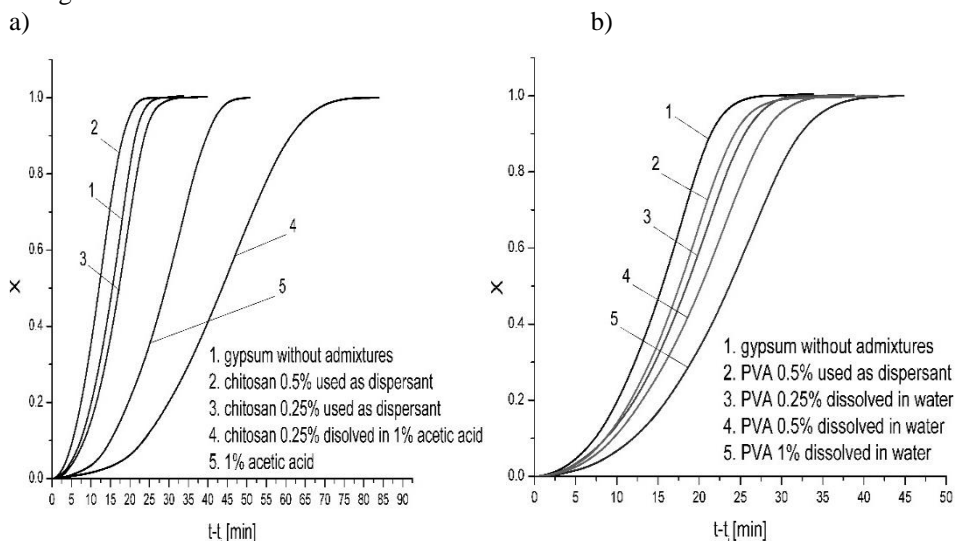 a)
1.0
0.8
0.6
0.4
0.2
0.0
x
2
1
3
4
5
1. gypsum without admixtures
2. chitosan 0.5% used as dispersant
3. chitosan 0.25% used as dispersant
4. chitosan 0.25% disolved in 1% acetic acid
5. 1% acetic acid
0 5 10 15 20 25 30 35 40 45 50 55 60 65 70 75 80 85 90
t-tᵢ [min]
b)
1.0
0.8
0.6
0.4
0.2
0.0
x
1
2
3
4
5
1. gypsum without admixtures
2. PVA 0.5% used as dispersant
3. PVA 0.25% dissolved in water
4. PVA 0.5% dissolved in water
5. PVA 1% dissolved in water
0 5 10 15 20 25 30 35 40 45 50
t-tᵢ [min]